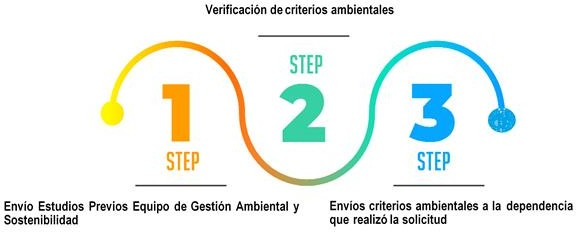 Verificación de criterios ambientales
1
STEP
STEP
2
3
STEP
Envío Estudios Previos Equipo de Gestión Ambiental y
Sostenibilidad
Envíos criterios ambientales a la dependencia
que realizó la solicitud